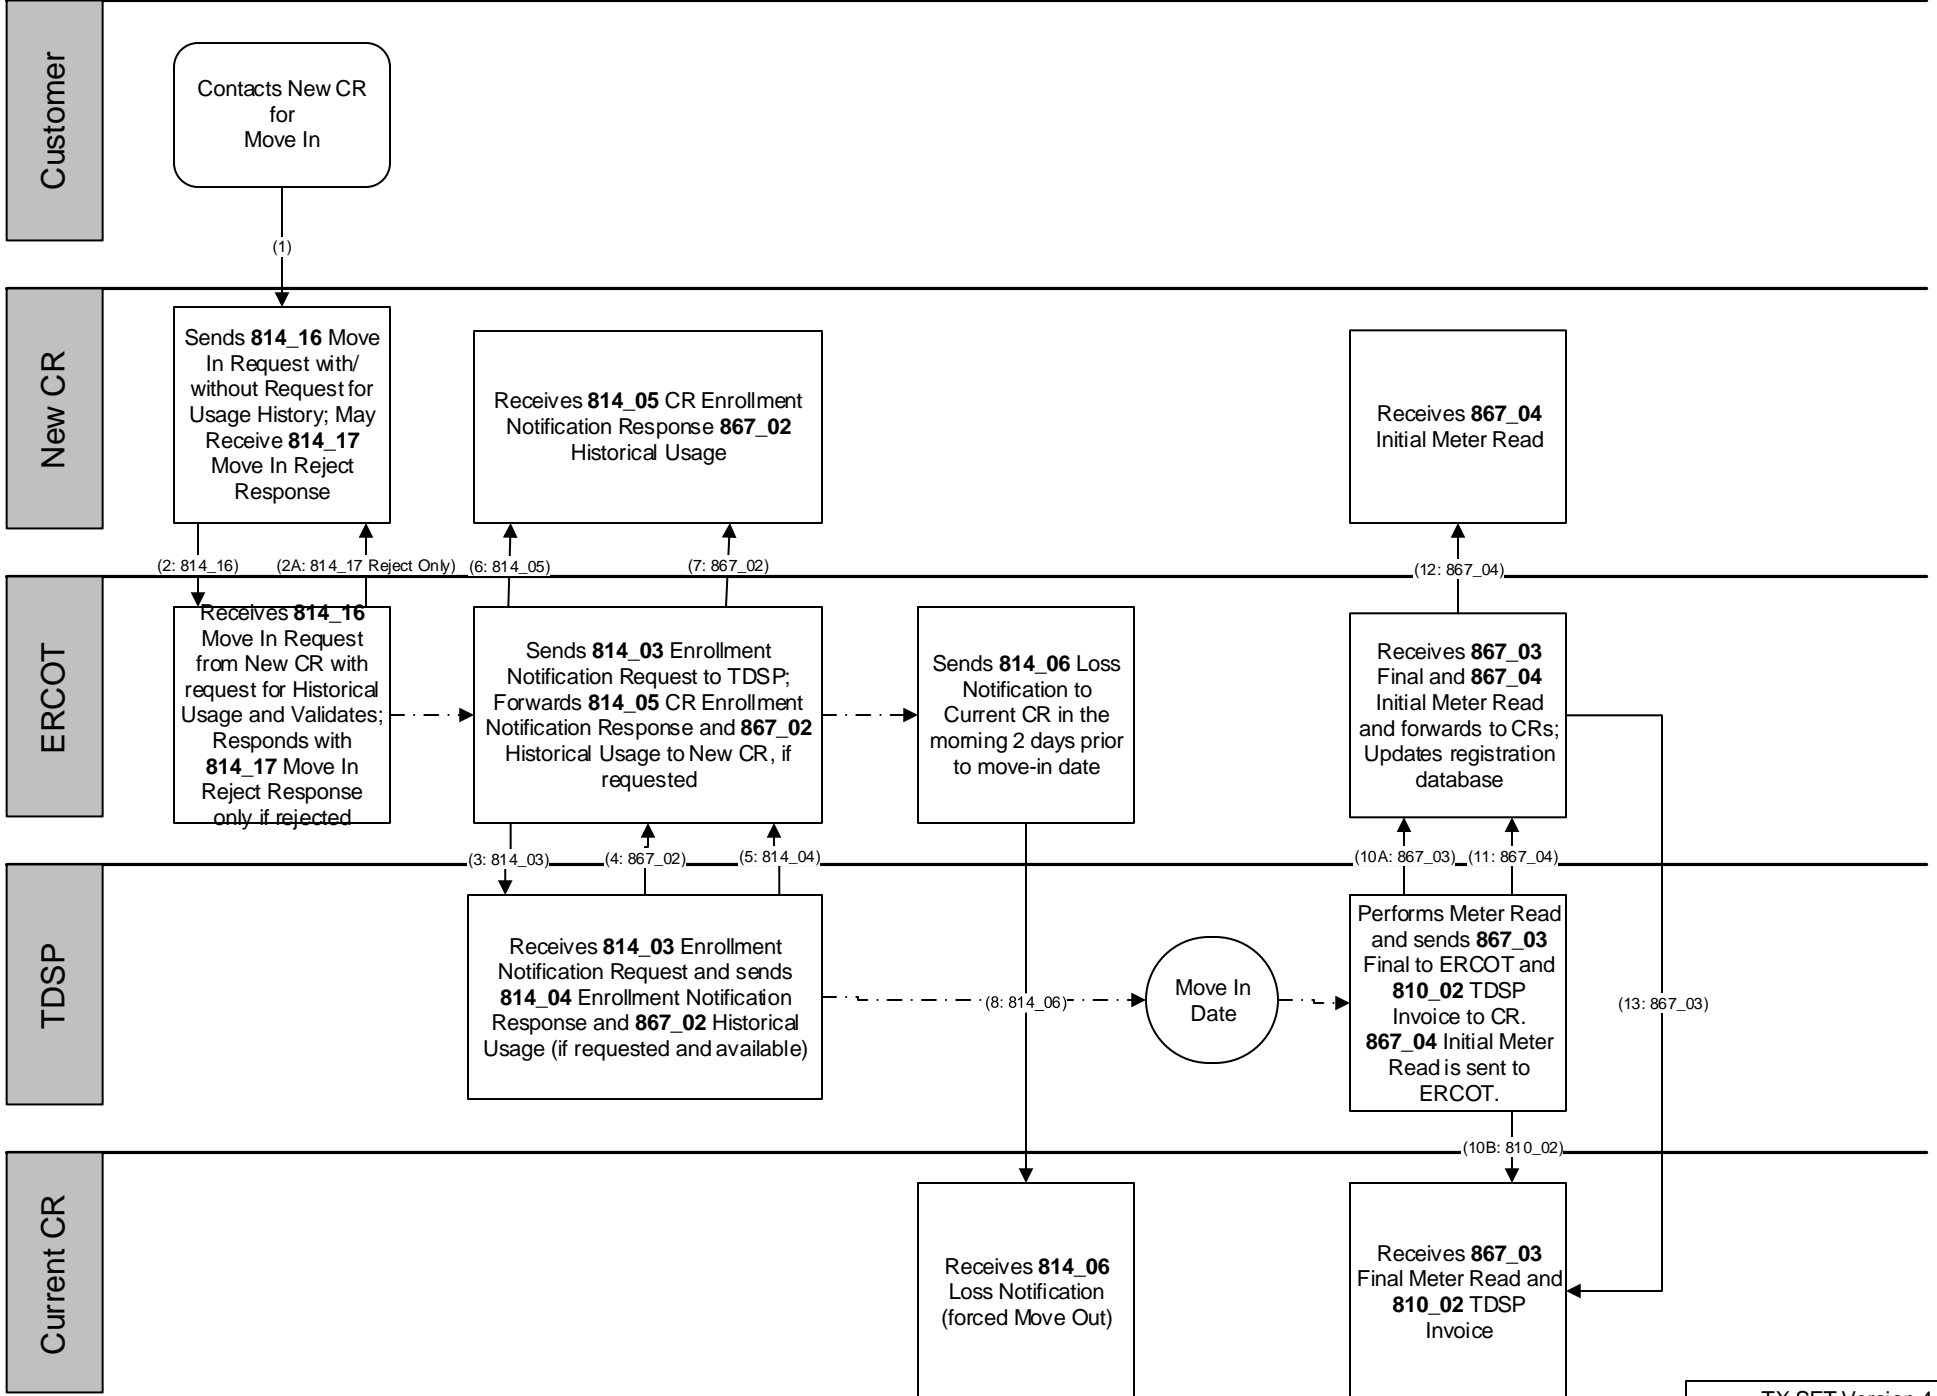 Customer
Contacts New CR
for
Move In
(1)
New CR
Sends 814_16 Move
In Request with/
without Request for
Usage History; May
Receive 814_17
Move In Reject
Response
Receives 814_05 CR Enrollment
Notification Response 867_02
Historical Usage
Receives 867_04
Initial Meter Read
(2: 814_16)
(2A: 814_17 Reject Only)
(6: 814_05)
(7: 867_02)
(12: 867_04)
ERCOT
Receives 814_16
Move In Request
from New CR with
request for Historical
Usage and Validates;
Responds with
814_17 Move In
Reject Response
only if rejected
Sends 814_03 Enrollment
Notification Request to TDSP;
Forwards 814_05 CR Enrollment
Notification Response and 867_02
Historical Usage to New CR, if
requested
Sends 814_06 Loss
Notification to
Current CR in the
morning 2 days prior
to move-in date
Receives 867_03
Final and 867_04
Initial Meter Read
and forwards to CRs;
Updates registration
database
(3: 814_03)
(4: 867_02)
(5: 814_04)
(10A: 867_03)
(11: 867_04)
TDSP
Receives 814_03 Enrollment
Notification Request and sends
814_04 Enrollment Notification
Response and 867_02 Historical
Usage (if requested and available)
(8: 814_06)
Move In
Date
Performs Meter Read
and sends 867_03
Final to ERCOT and
810_02 TDSP
Invoice to CR.
867_04 Initial Meter
Read is sent to
ERCOT.
(13: 867_03)
(10B: 810_02)
Current CR
Receives 814_06
Loss Notification
(forced Move Out)
Receives 867_03
Final Meter Read and
810_02 TDSP
Invoice
TX SET Version 4